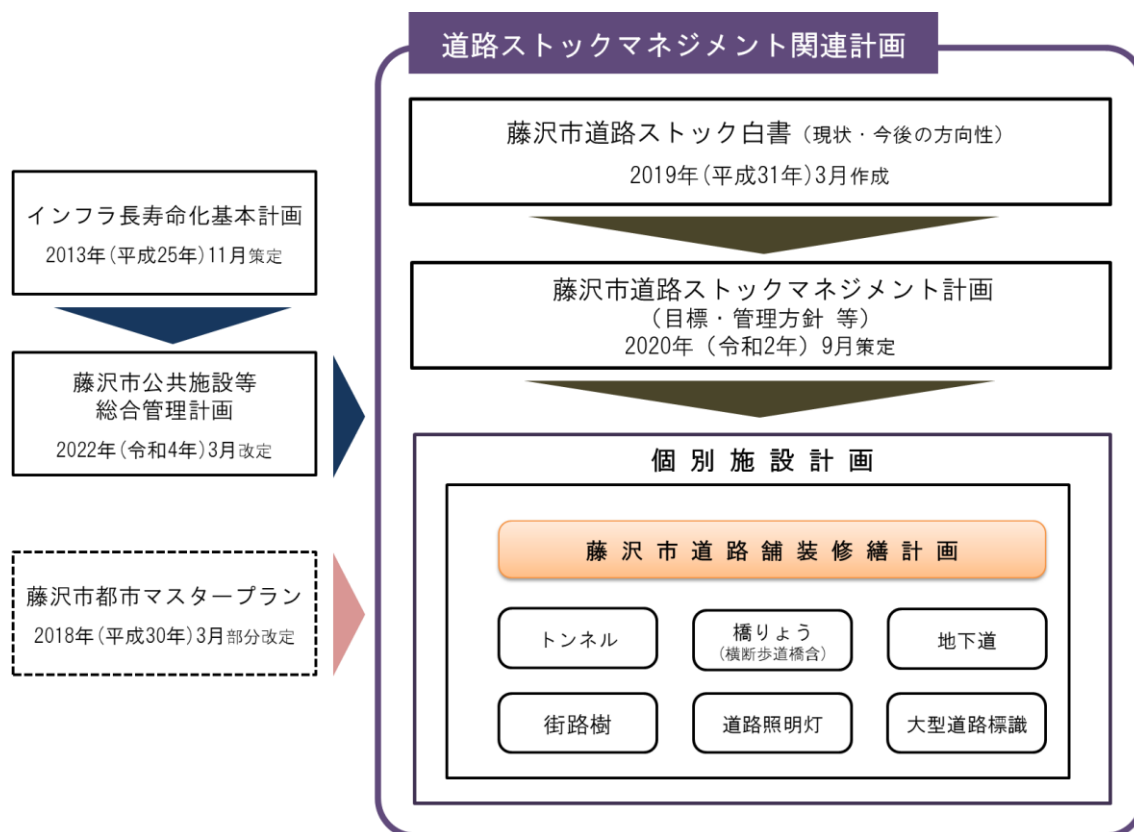 道路ストックマネジメント関連計画
藤沢市道路ストック白書(現状・今後の方向性)
2019年(平成31年)3月作成
インフラ長寿命化基本計画
2013年(平成25年)11月策定
藤沢市道路ストックマネジメント計画
(目標・管理方針 等)
2020年(令和2年)9月策定
藤沢市公共施設等
総合管理計画
2022年(令和4年)3月改定
個別施設計画
藤沢市道路舗装修繕計画
藤沢市都市マスタープラン
2018年(平成30年)3月部分改定
トンネル
橋りょう
(横断歩道橋含)
地下道
街路樹
道路照明灯
大型道路標識